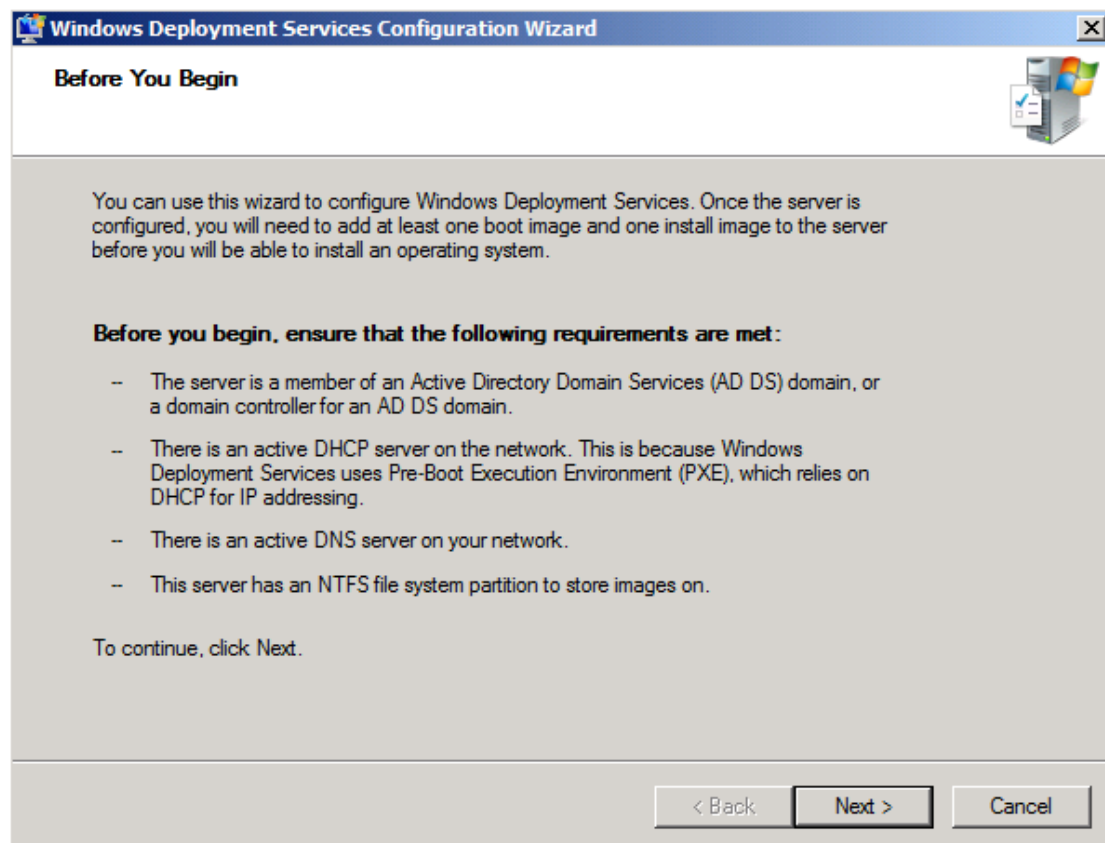 Windows Deployment Services Configuration Wizard
Before You Begin
You can use this wizard to configure Windows Deployment Services. Once the server is
configured, you will need to add at least one boot image and one install image to the server
before you will be able to install an operating system.
Before you begin, ensure that the following requirements are met:
-- The server is a member of an Active Directory Domain Services (AD DS) domain, or
a domain controller for an AD DS domain.
-- There is an active DHCP server on the network. This is because Windows
Deployment Services uses Pre-Boot Execution Environment (PXE), which relies on
DHCP for IP addressing.
-- There is an active DNS server on your network.
-- This server has an NTFS file system partition to store images on.
To continue, click Next.
< Back Next > Cancel